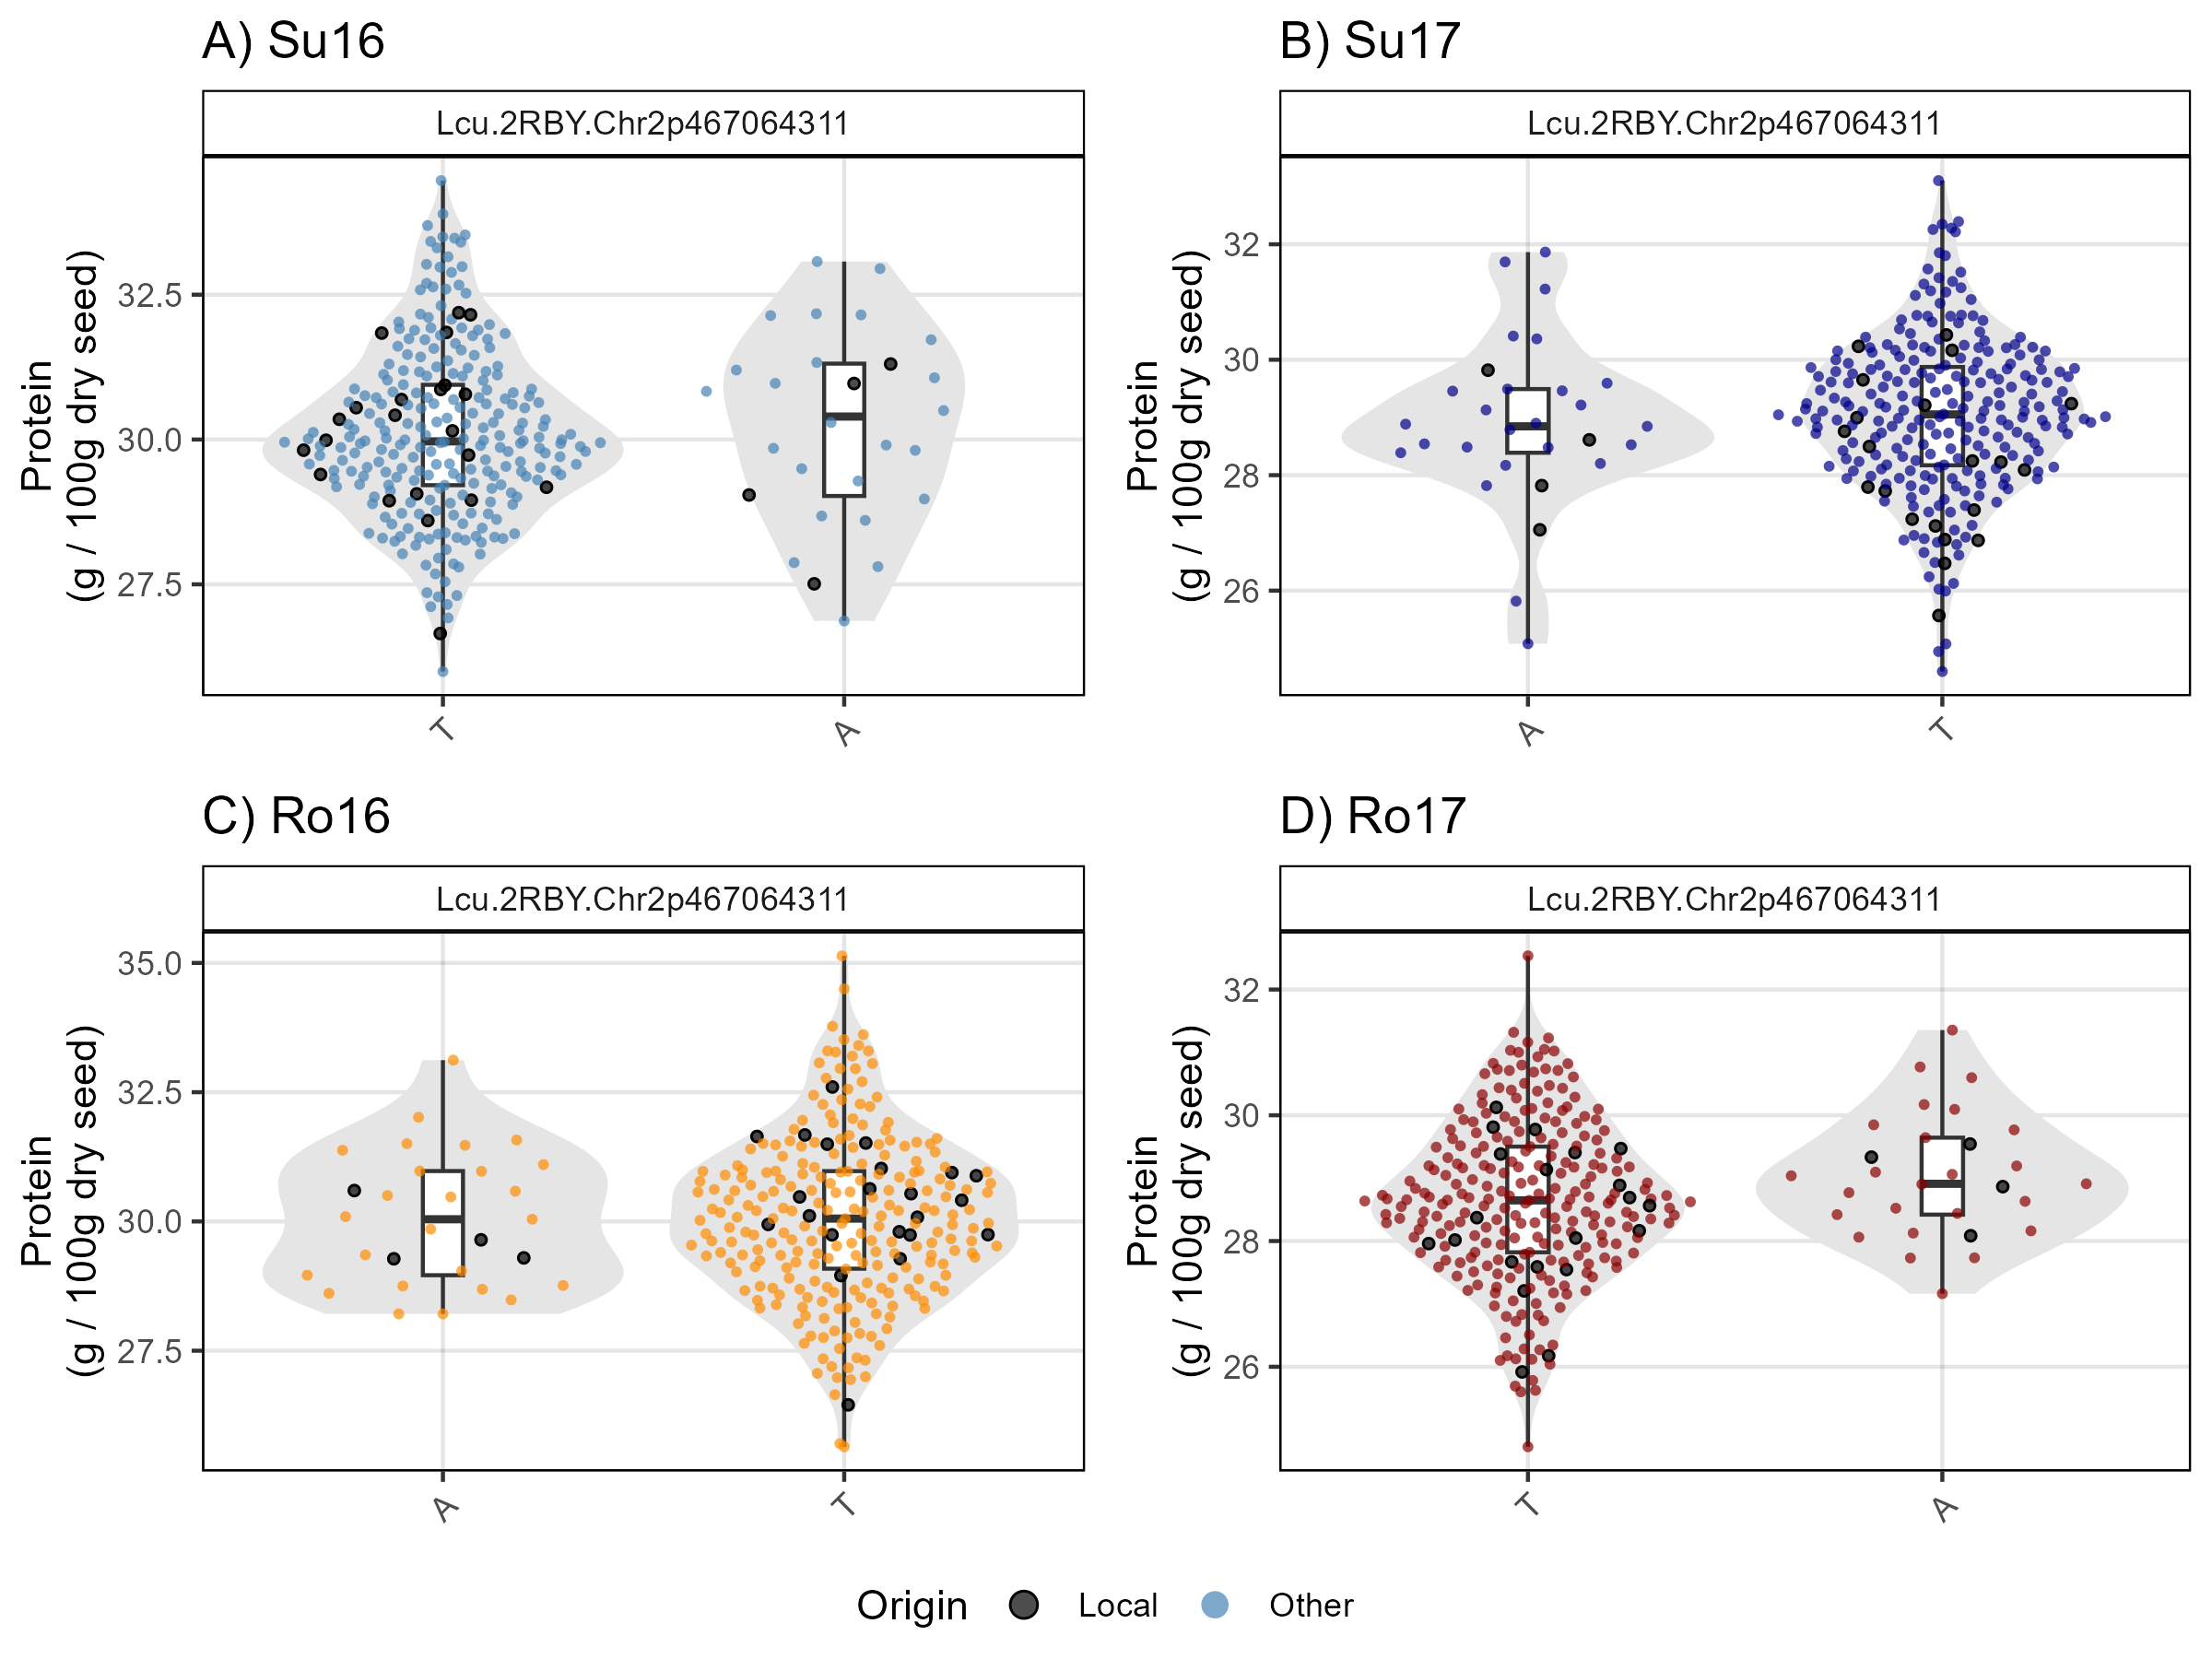 A) Su16
Lcu.2RBY.Chr2p467064311
Protein
(g / 100g dry seed)
32.5
30.0
27.5
T
A
B) Su17
Lcu.2RBY.Chr2p467064311
Protein
(g / 100g dry seed)
32
30
28
26
A
T
C) Ro16
Lcu.2RBY.Chr2p467064311
Protein
(g / 100g dry seed)
35.0
32.5
30.0
27.5
A
T
D) Ro17
Lcu.2RBY.Chr2p467064311
Protein
(g / 100g dry seed)
32
30
28
26
T
A
Origin Local Other